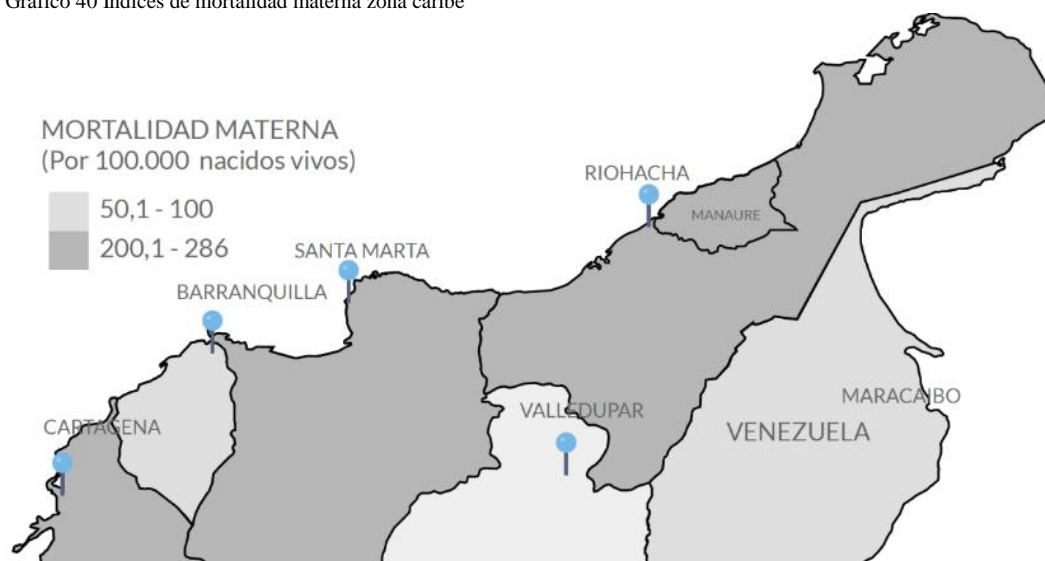 Gráfico 40 Índices de mortalidad materna zona caribe
MORTALIDAD MATERNA
(Por 100.000 nacidos vivos)
50,1 - 100
200,1 - 286
RIOHACHA
MANAURE
SANTA MARTA
BARRANQUILLA
CARTAGENA
VALLEDUPAR
MARACAIBO
VENEZUELA